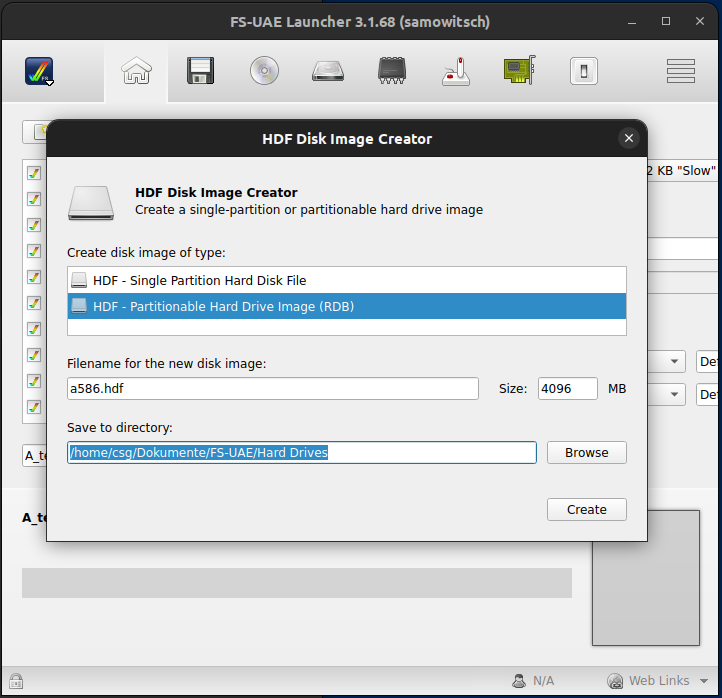 FS-UAE Launcher 3.1.68 (samowitsch)
HDF Disk Image Creator
2 KB "Slow"
HDF Disk Image Creator
Create a single-partition or partitionable hard drive image
Create disk image of type:
HDF - Single Partition Hard Disk File
HDF - Partitionable Hard Drive Image (RDB)
Filename for the new disk image:
a586.hdf
Size:
4096
MB
Save to directory:
/home/csg/Dokumente/FS-UAE/Hard Drives
Browse
Create
A_te
A_te
N/A
Web Links